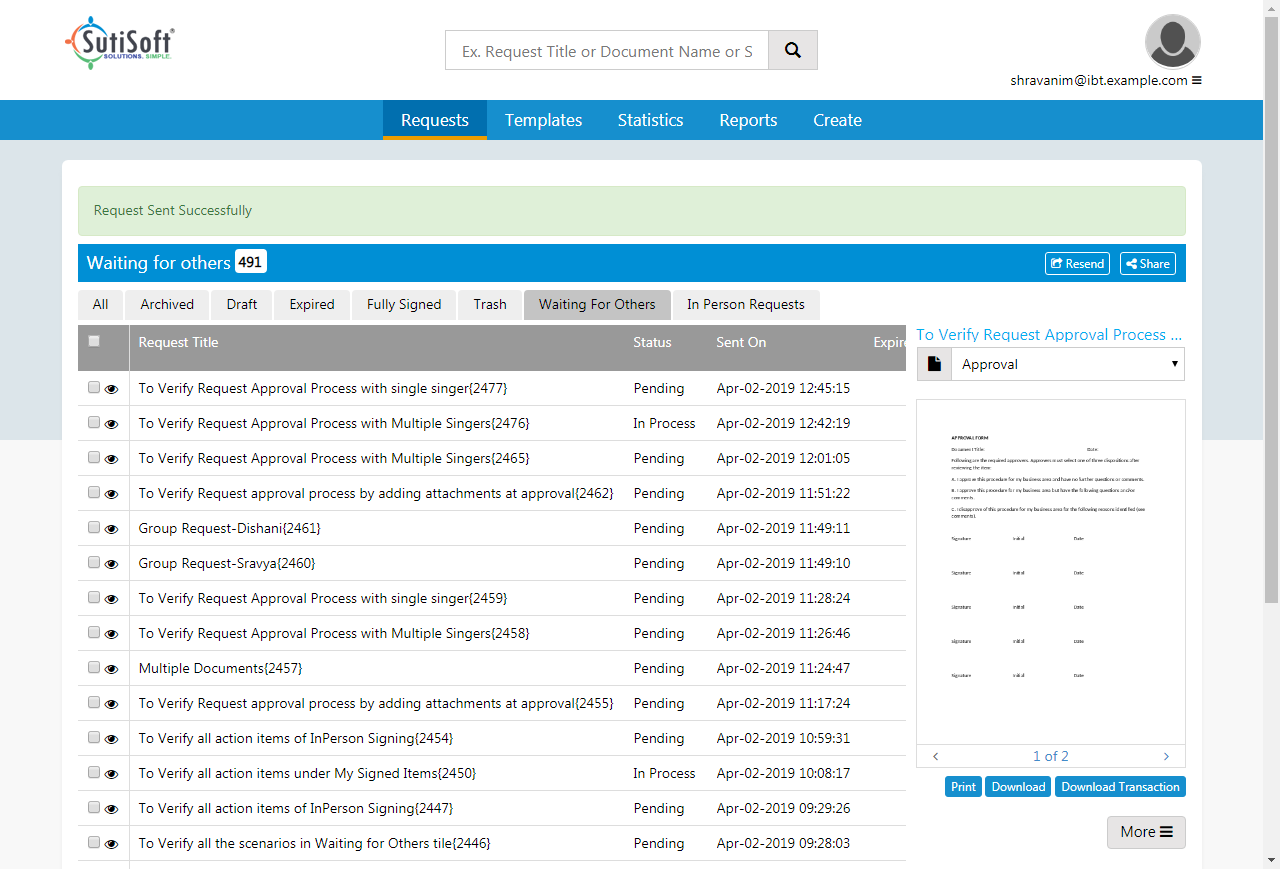 SutiSoft®
SOLUTIONS. SIMPLE.
Ex. Request Title or Document Name or S
shravanim@ibt.example.com
Requests Templates Statistics Reports Create
Request Sent Successfully
Waiting for others 491 Resend Share
All Archived Draft Expired Fully Signed Trash Waiting For Others In Person Requests
Request Title Status Sent On Expire
To Verify Request Approval Process with single singer{2477} Pending Apr-02-2019 12:45:15
To Verify Request Approval Process with Multiple Singers{2476} In Process Apr-02-2019 12:42:19
To Verify Request Approval Process with Multiple Singers{2465} Pending Apr-02-2019 12:01:05
To Verify Request approval process by adding attachments at approval{2462} Pending Apr-02-2019 11:51:22
Group Request-Dishani{2461} Pending Apr-02-2019 11:49:11
Group Request-Sravya{2460} Pending Apr-02-2019 11:49:10
To Verify Request Approval Process with single singer{2459} Pending Apr-02-2019 11:28:24
To Verify Request Approval Process with Multiple Singers{2458} Pending Apr-02-2019 11:26:46
Multiple Documents{2457} Pending Apr-02-2019 11:24:47
To Verify Request approval process by adding attachments at approval{2455} Pending Apr-02-2019 11:17:24
To Verify all action items of InPerson Signing{2454} Pending Apr-02-2019 10:59:31
To Verify all action items under My Signed Items{2450} In Process Apr-02-2019 10:08:17
To Verify all action items of InPerson Signing{2447} Pending Apr-02-2019 09:29:26
To Verify all the scenarios in Waiting for Others tile{2446} Pending Apr-02-2019 09:28:03
To Verify Request Approval Process ...
Approval
APPROVAL FORM
Document Title: Date:
Following are the required approvers. Approvers must select one of three dispositions after
reviewing the item:
A. I approve this procedure for my business area and have no further questions or comments.
B. I approve this procedure for my business area but have the following questions and/or
comments.
C. I disapprove of this procedure for my business area for the following reasons identified (see
comments).
Signature Initial Date
Signature Initial Date
Signature Initial Date
Signature Initial Date
Signature Initial Date
1 of 2
Print Download Download Transaction
More